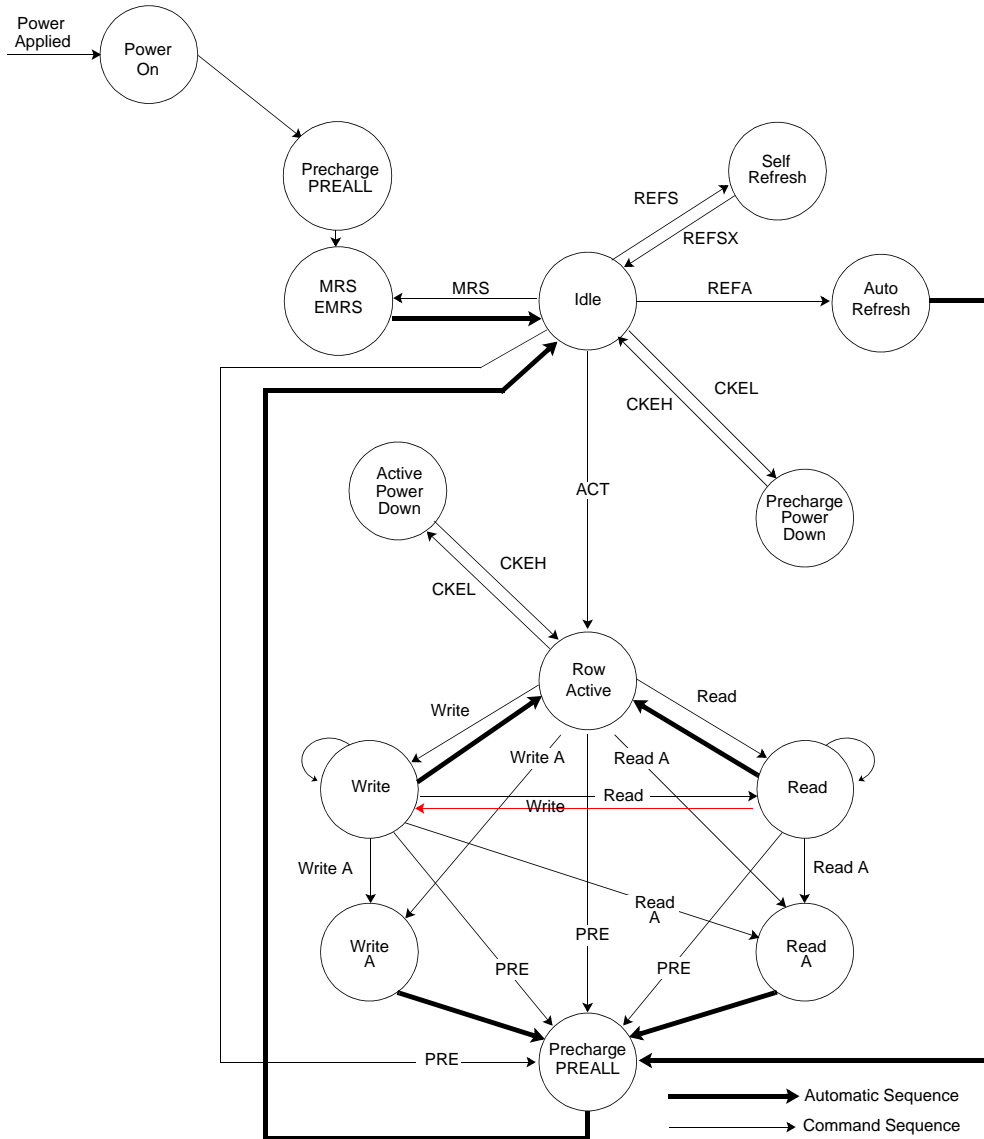 Power
Applied
Power
On
Precharge
PREALL
Self
Refresh
REFS
REFSX
MRS
EMRS
MRS
Idle
REFA
Auto
Refresh
CKEL
CKEH
Active
Power
Down
ACT
Precharge
Power
Down
CKEH
CKEL
Row
Active
Write
Read
Write A
Read A
Write
Read
Read
Write
Write A
Read A
Read
A
Write
A
PRE
Read
A
PRE
PRE
Precharge
PREALL
PRE
Automatic Sequence
Command Sequence